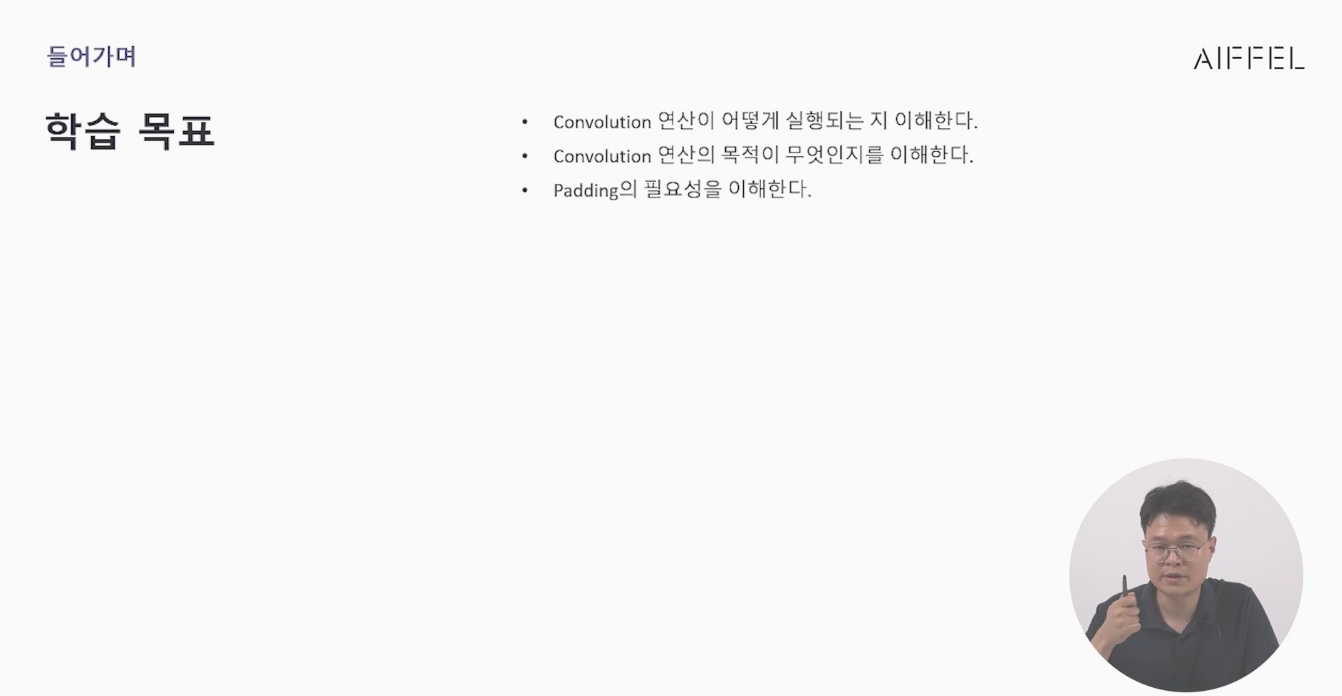 들어가며
AIFFEL
학습 목표
• Convolution 연산이 어떻게 실행되는 지 이해한다.
• Convolution 연산의 목적이 무엇인지를 이해한다.
• Padding의 필요성을 이해한다.